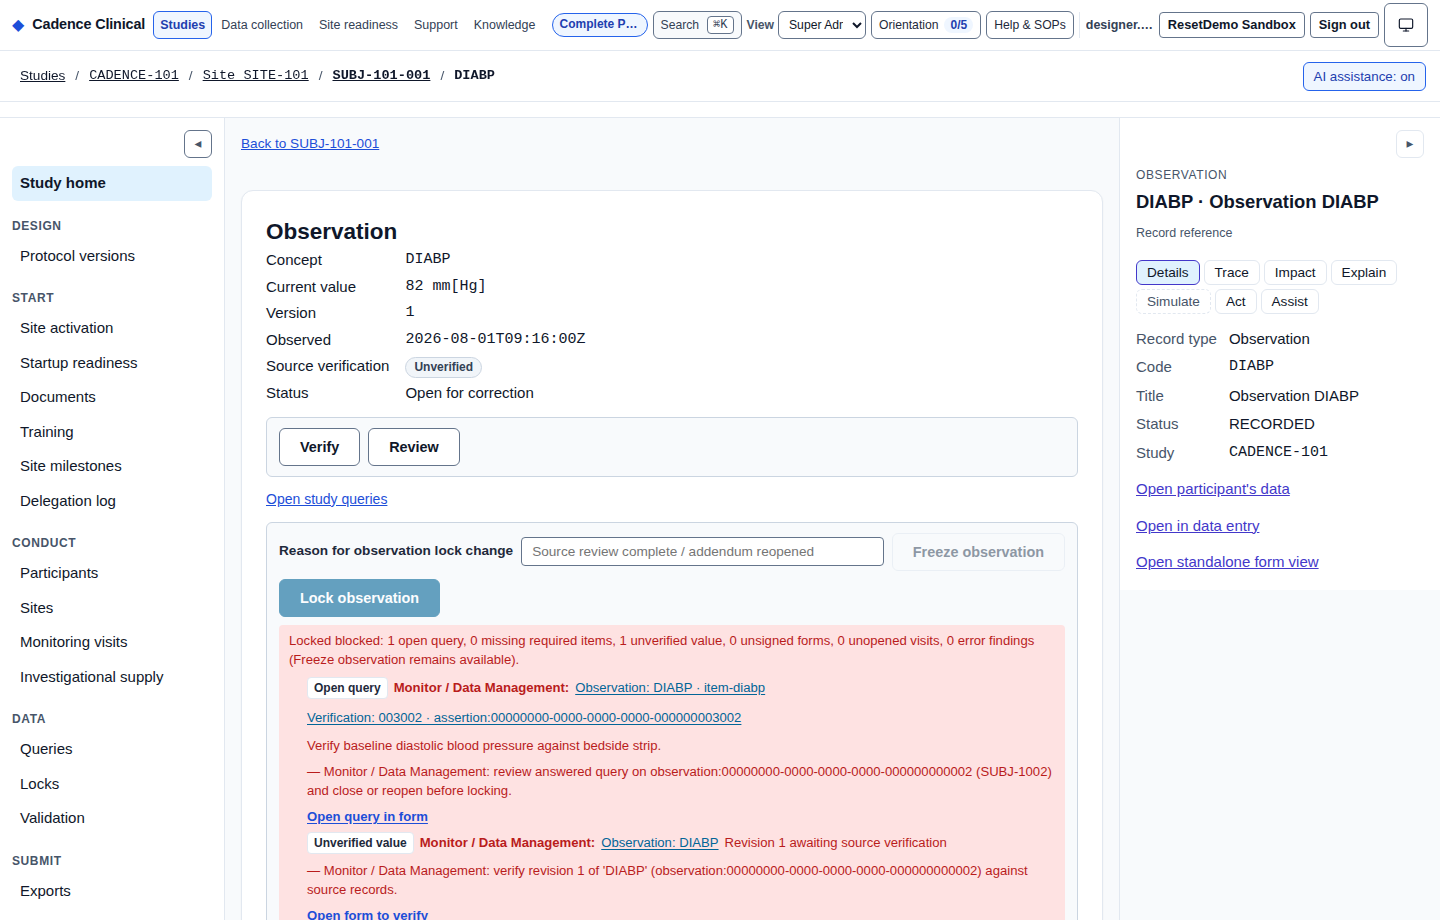 Cadence Clinical Studies Data collection Site readiness Support Knowledge Complete P… Search ⌘K View Super Adr Orientation 0/5 Help & SOPs designer.… ResetDemo Sandbox Sign out
Studies / CADENCE-101 / Site SITE-101 / SUBJ-101-001 / DIABP AI assistance: on
Study home
DESIGN
Protocol versions
START
Site activation
Startup readiness
Documents
Training
Site milestones
Delegation log
CONDUCT
Participants
Sites
Monitoring visits
Investigational supply
DATA
Queries
Locks
Validation
SUBMIT
Exports
Back to SUBJ-101-001
Observation
Concept DIABP
Current value 82 mm[Hg]
Version 1
Observed 2026-08-01T09:16:00Z
Source verification Unverified
Status Open for correction
Verify Review
Open study queries
Reason for observation lock change Source review complete / addendum reopened Freeze observation
Lock observation
Locked blocked: 1 open query, 0 missing required items, 1 unverified value, 0 unsigned forms, 0 unopened visits, 0 error findings
(Freeze observation remains available).
Open query Monitor / Data Management: Observation: DIABP · item-diabp
Verification: 003002 · assertion:00000000-0000-0000-0000-000000003002
Verify baseline diastolic blood pressure against bedside strip.
— Monitor / Data Management: review answered query on observation:00000000-0000-0000-0000-000000000002 (SUBJ-1002)
and close or reopen before locking.
Open query in form
Unverified value Monitor / Data Management: Observation: DIABP Revision 1 awaiting source verification
— Monitor / Data Management: verify revision 1 of 'DIABP' (observation:00000000-0000-0000-0000-000000000002) against
source records.
Open form to verify
OBSERVATION
DIABP · Observation DIABP
Record reference
Details Trace Impact Explain
Simulate Act Assist
Record type Observation
Code DIABP
Title Observation DIABP
Status RECORDED
Study CADENCE-101
Open participant's data
Open in data entry
Open standalone form view